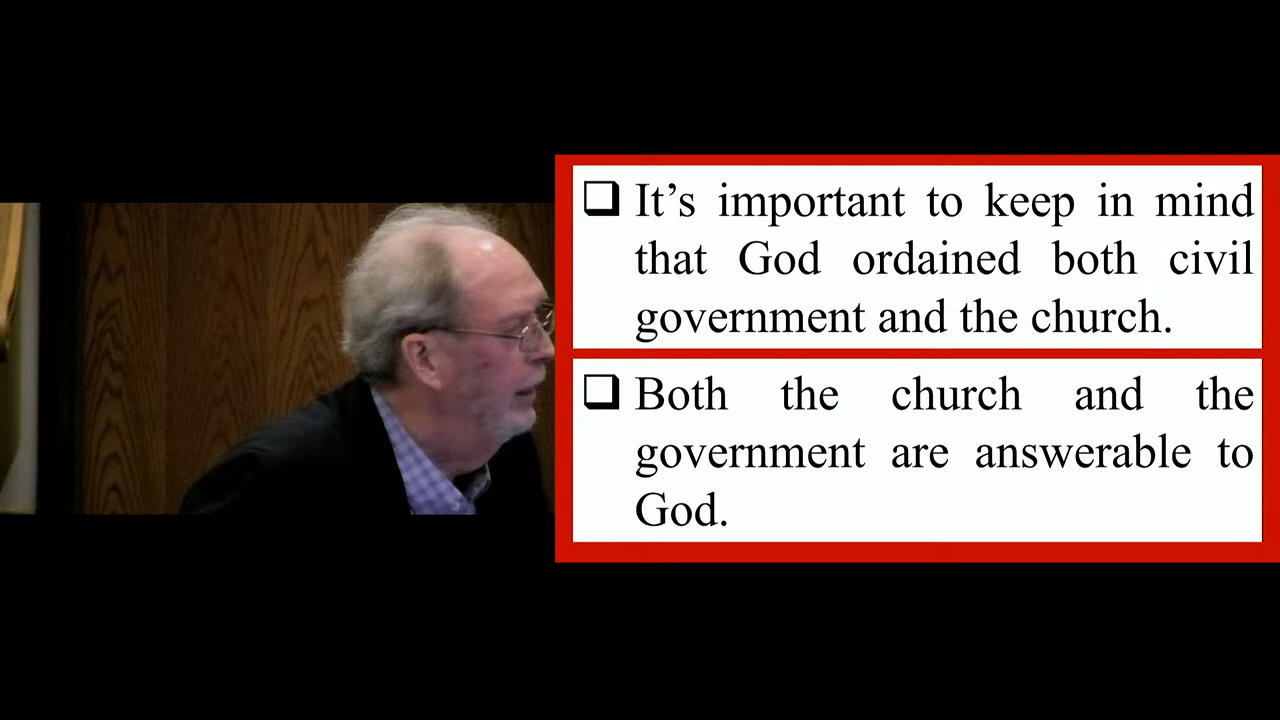 ❑ It’s important to keep in mind
that God ordained both civil
government and the church.
❑ Both the church and the
government are answerable to
God.